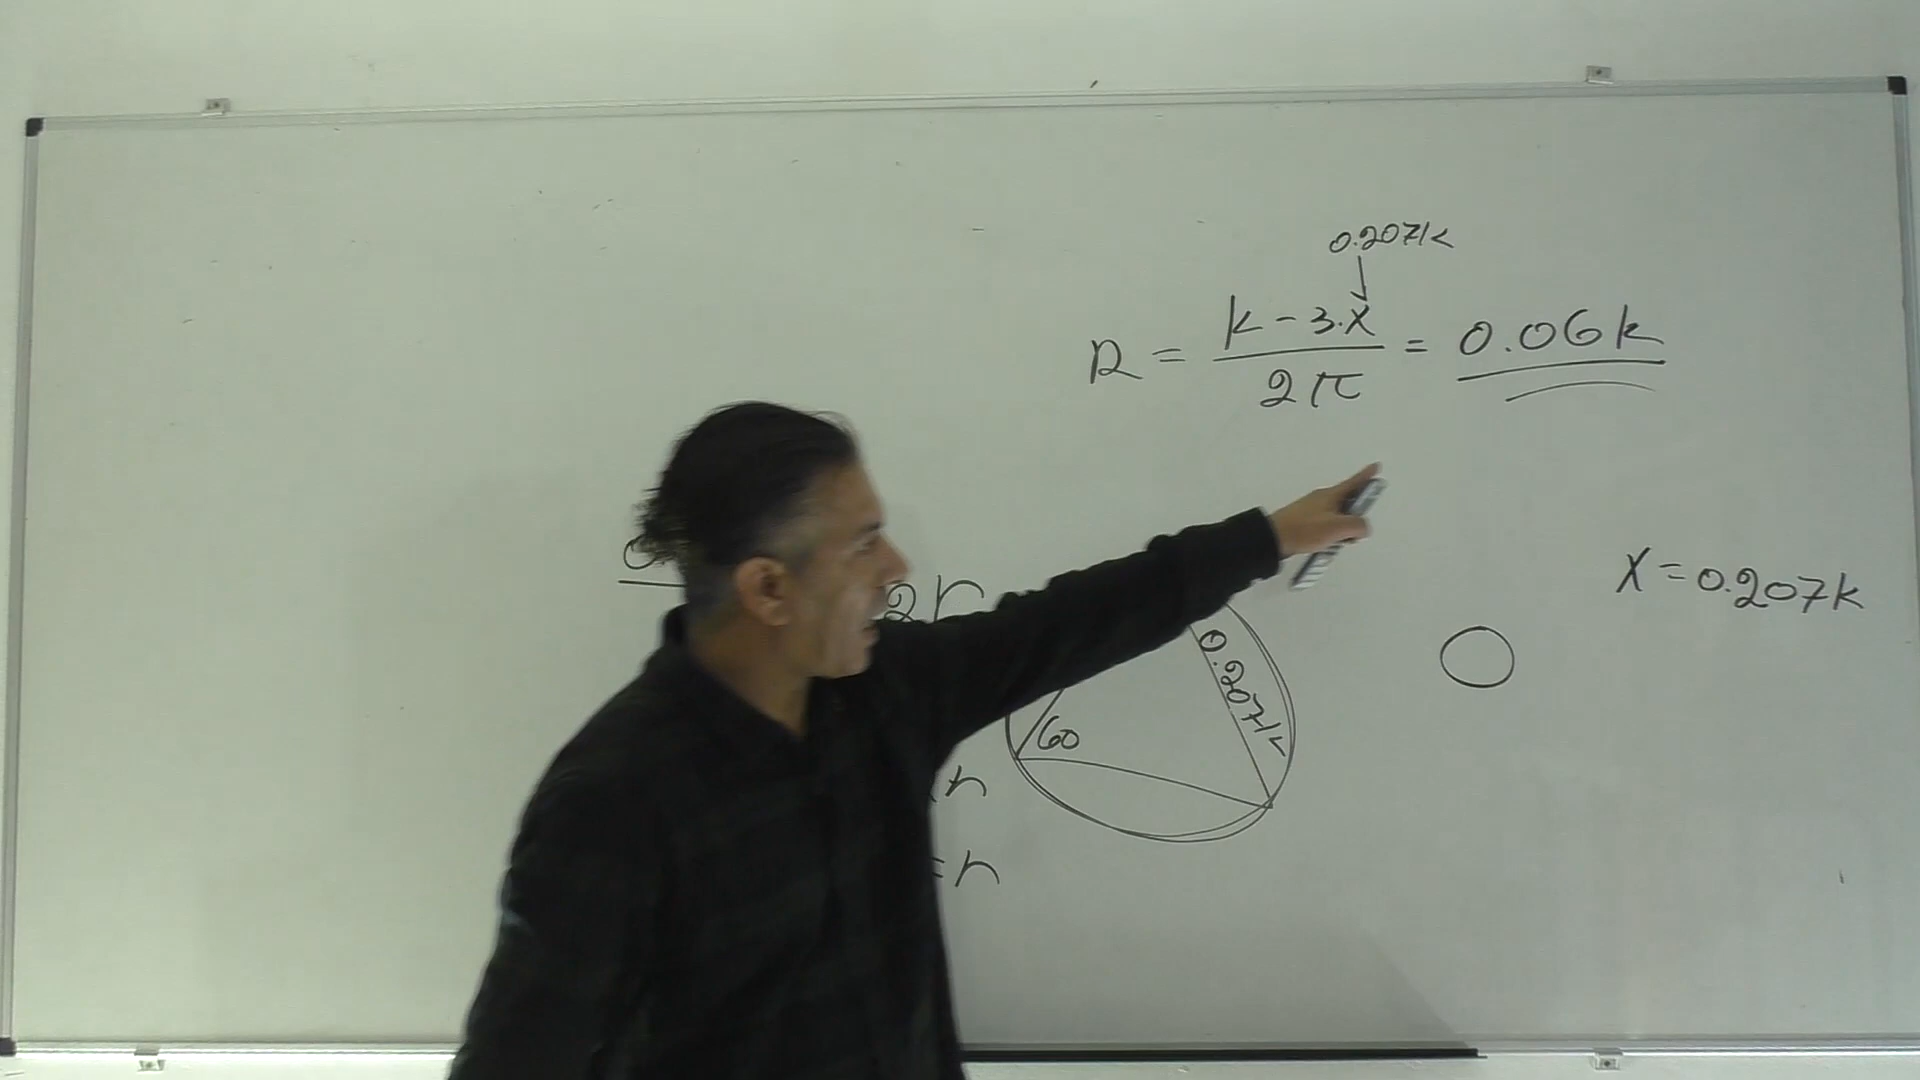 0.207k
R = k - 3.x / 2π = 0.06k
x = 0.207k
2r
0.207k
60
r
=r